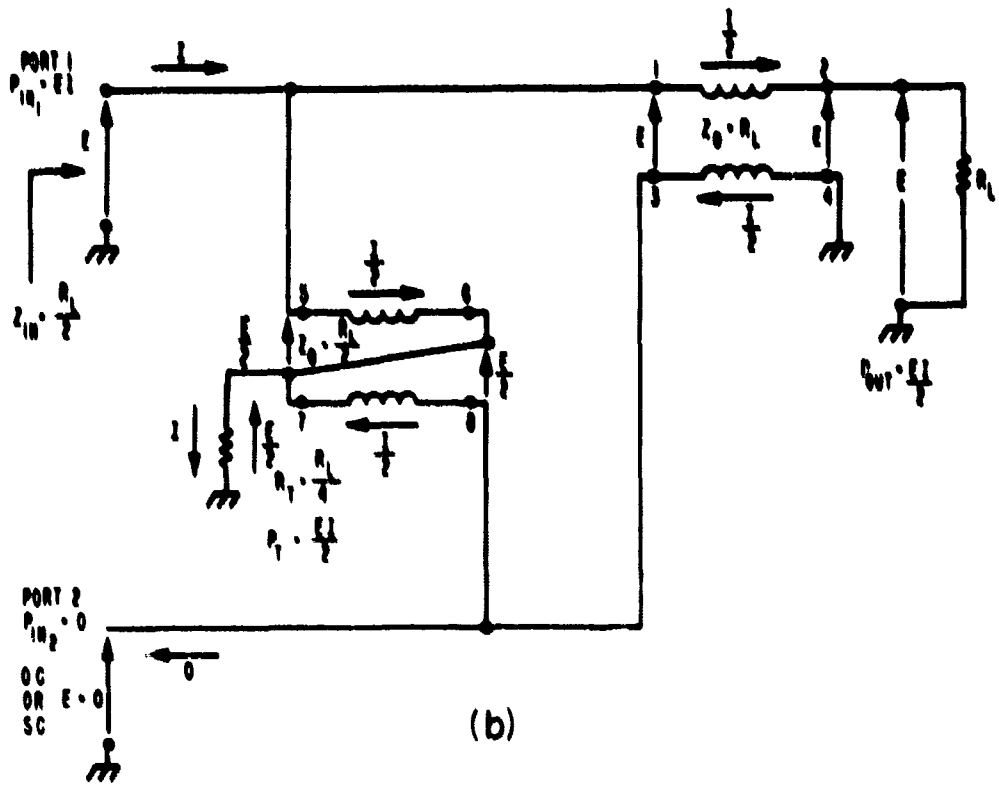 PORT 1
P_IN1 = EI
I
E
Z_IN = R_L/2
I/2
1
2
E
Z_0 = R_L
E
3
4
I/2
E
R_L
P_OUT = EI/2
I/2
5
6
E/2
Z_0 = R_L/2
E/2
7
8
I/2
I
E/2
R_T = R_L/4
P_T = EI/2
PORT 2
P_IN2 = 0
0
OC
OR E = 0
SC
(b)